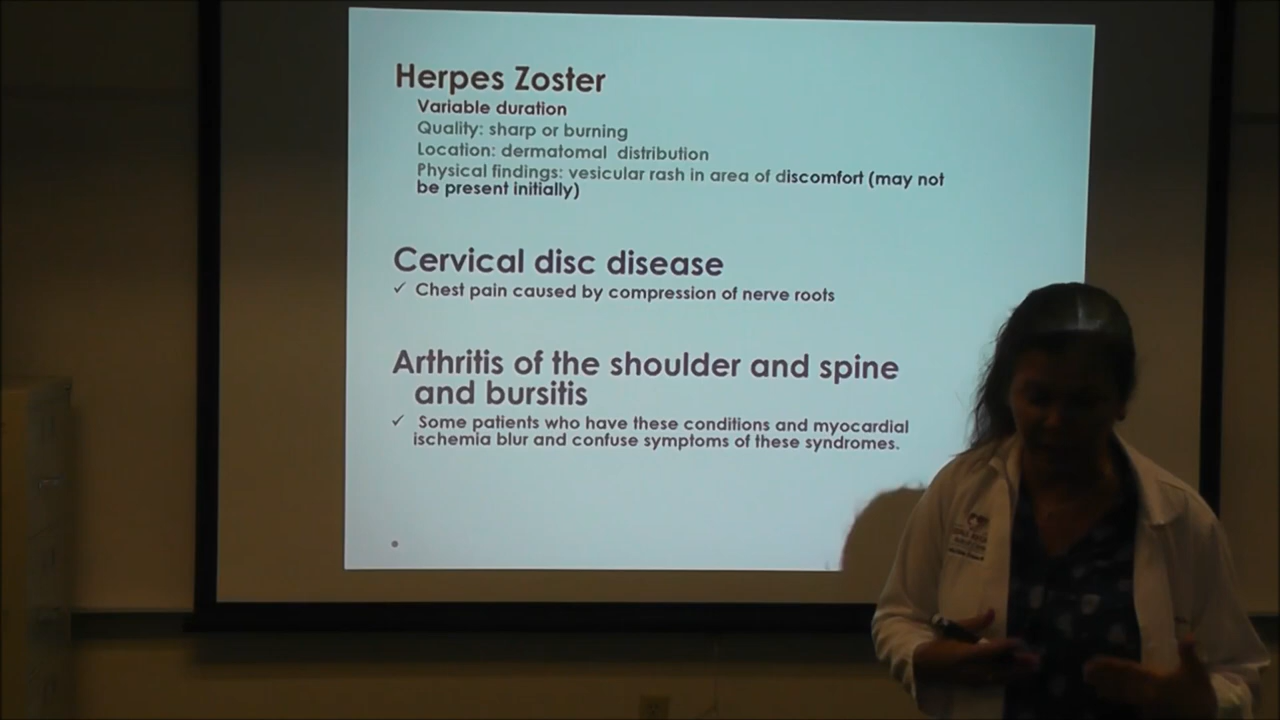 Herpes Zoster
Variable duration
Quality: sharp or burning
Location: dermatomal distribution
Physical findings: vesicular rash in area of discomfort (may not
be present initially)
Cervical disc disease
✓ Chest pain caused by compression of nerve roots
Arthritis of the shoulder and spine
and bursitis
✓ Some patients who have these conditions and myocardial
ischemia blur and confuse symptoms of these syndromes.